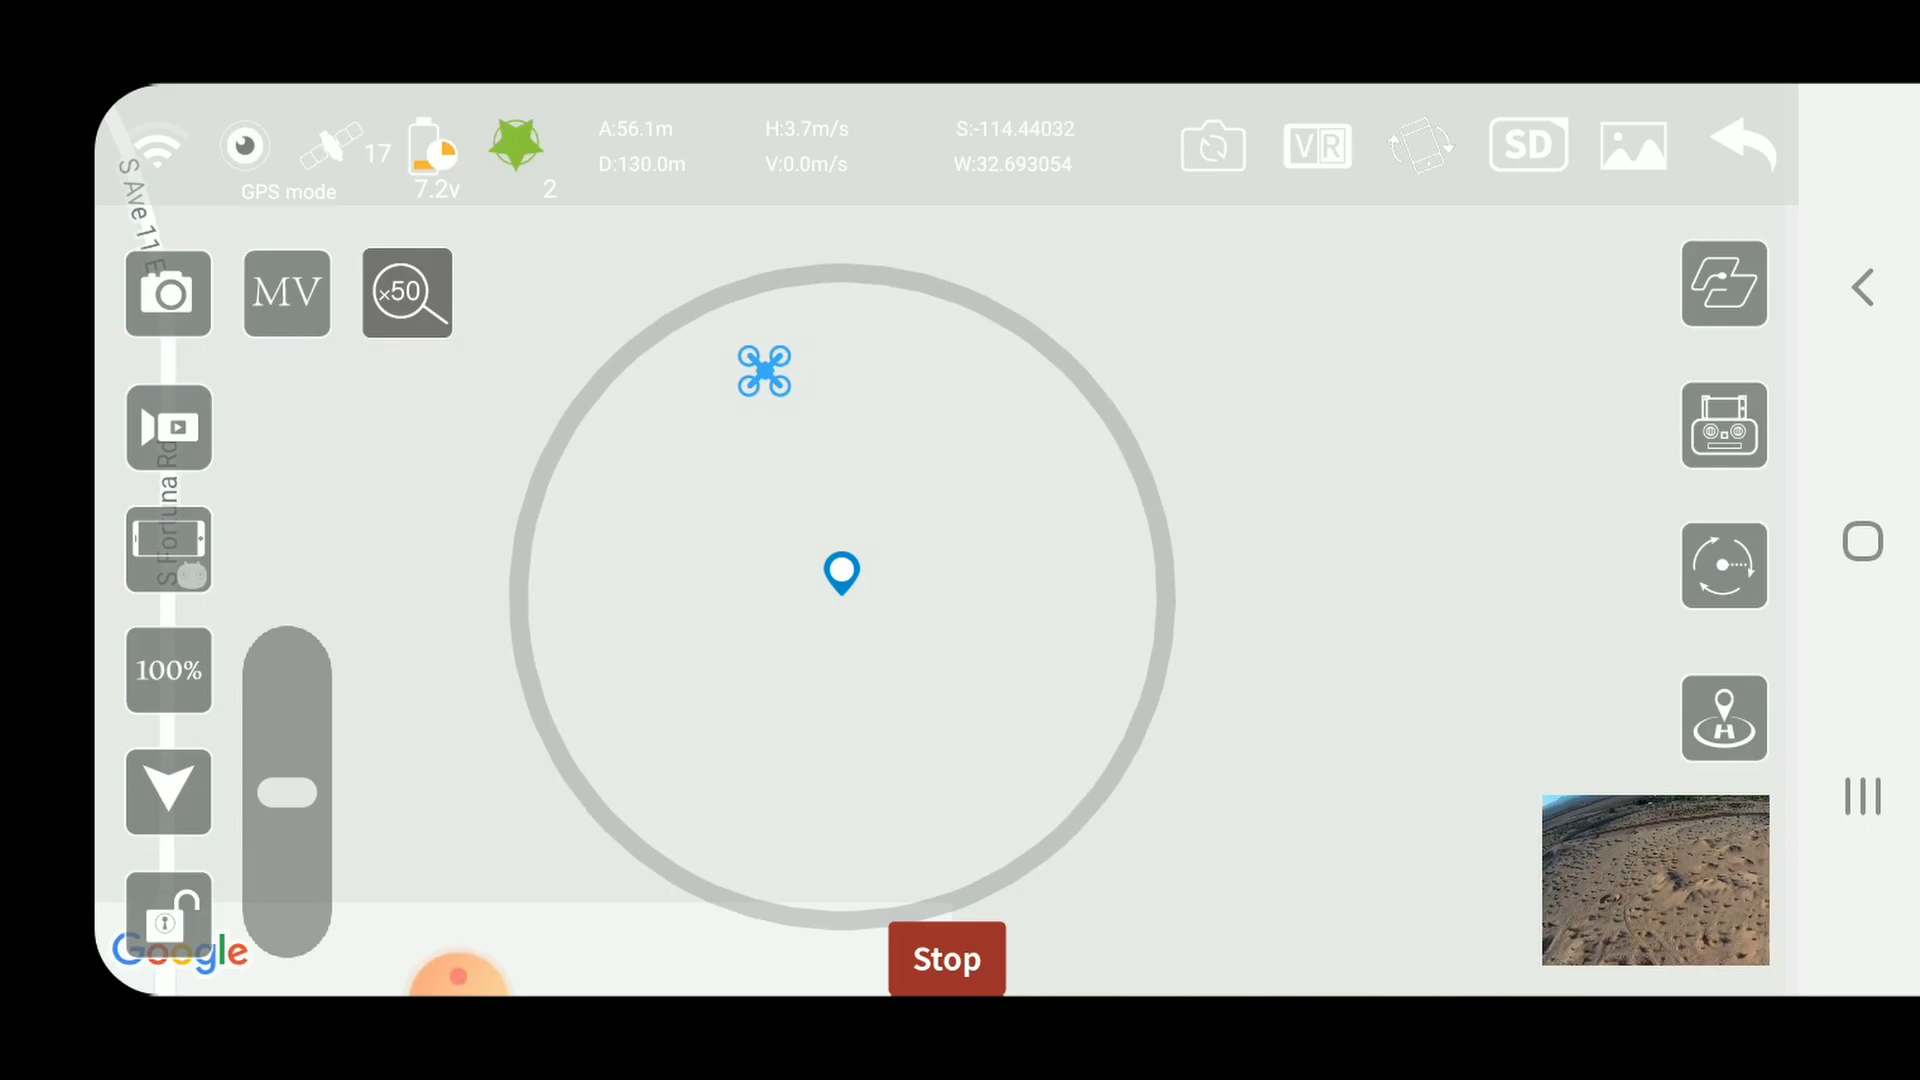 17
GPS mode
7.2v
2
A:56.1m
D:130.0m
H:3.7m/s
V:0.0m/s
S:-114.44032
W:32.693054
VR
SD
S Ave 11 E
MV
×50
S Fortuna Rd
100%
H
Google
Stop